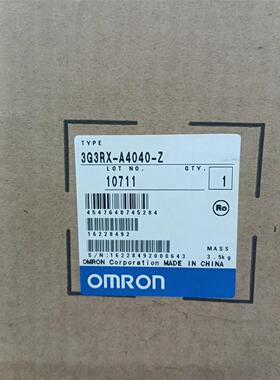 TYPE
3G3RX-A4040-Z
LOT NO. QTY.
10711 1
4547648745284
Ro
16228492
MASS
S/N:16228492000643 3.5kg
OMRON Corporation MADE IN CHINA
OMRON